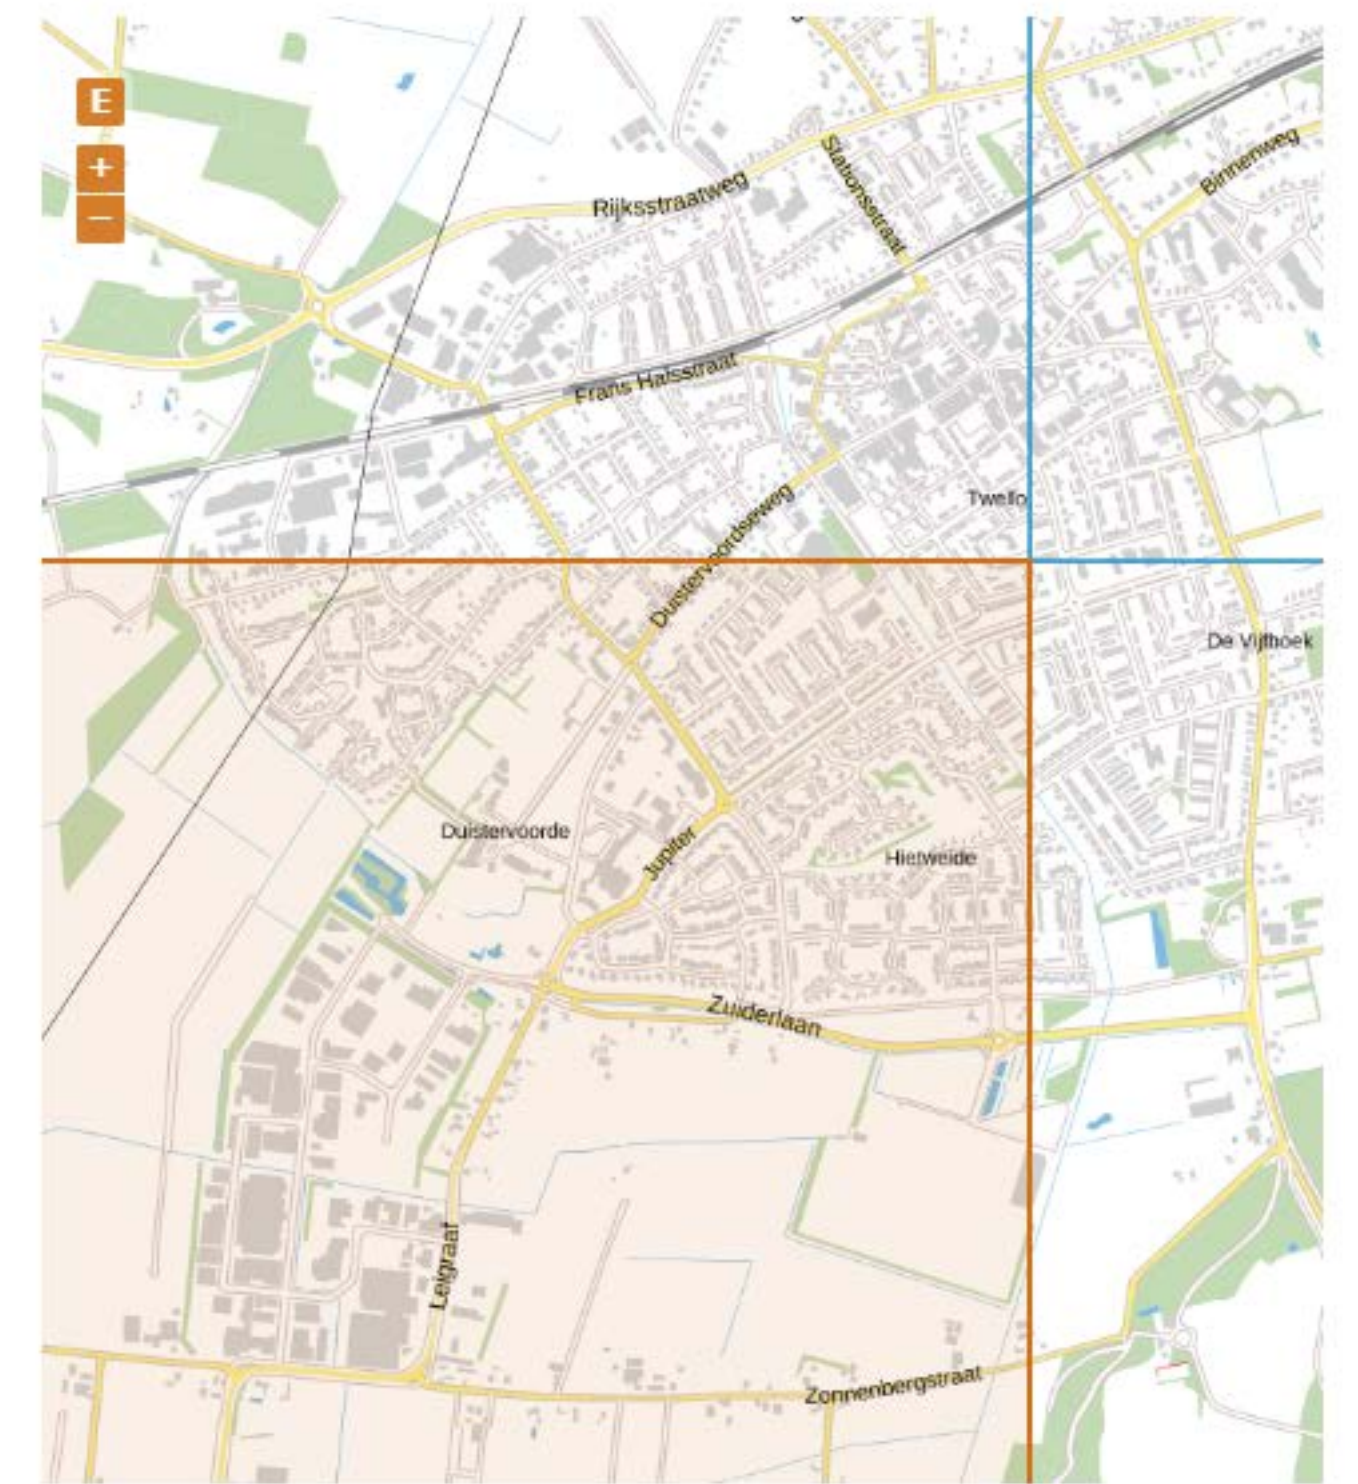 E
+
−
Rijksstraatweg
Stationsstraat
Binnenweg
Frans Halsstraat
Twello
Duistervoordseweg
De Vijfhoek
Duistervoorde
Jupiter
Hietweide
Zuiderlaan
Leigraaf
Zonnenbergstraat